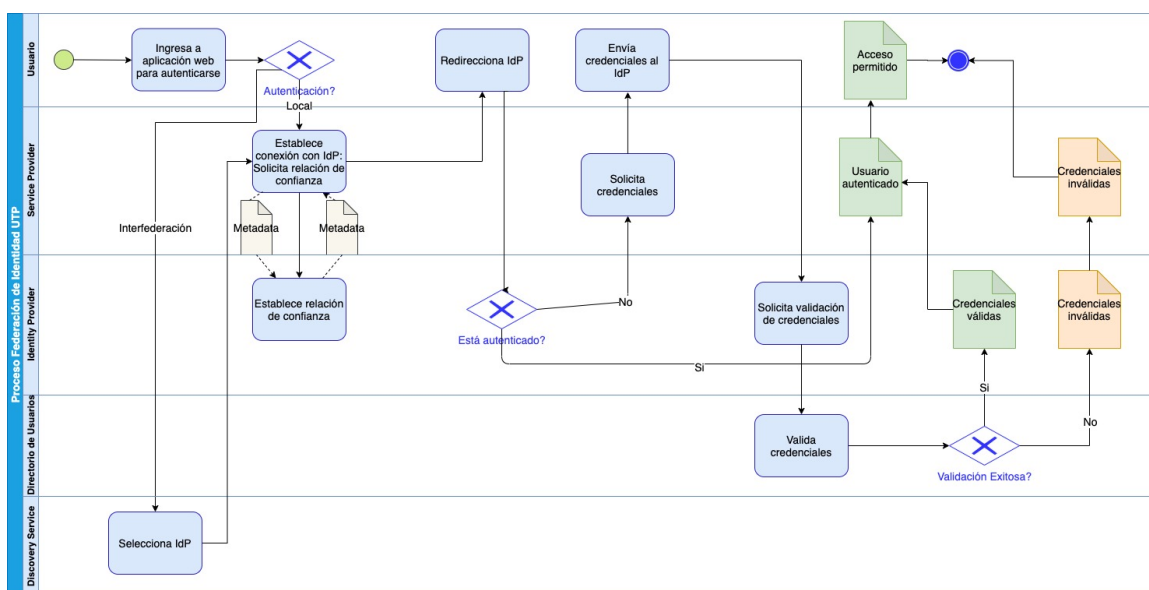 Proceso Federación de Identidad UTP
Usuario
Ingresa a
aplicación web
para autenticarse
Autenticación?
Local
Redirecciona IdP
Envía
credenciales al
IdP
Acceso
permitido
Service Provider
Establece
conexión con IdP:
Solicita relación de
confianza
Interfederación
Metadata
Metadata
Solicita
credenciales
Usuario
autenticado
Credenciales
inválidas
Identity Provider
Establece relación
de confianza
Está autenticado?
No
Si
Solicita validación
de credenciales
Credenciales
válidas
Credenciales
inválidas
Directorio de Usuarios
Valida
credenciales
Si
No
Validación Exitosa?
Discovery Service
Selecciona IdP